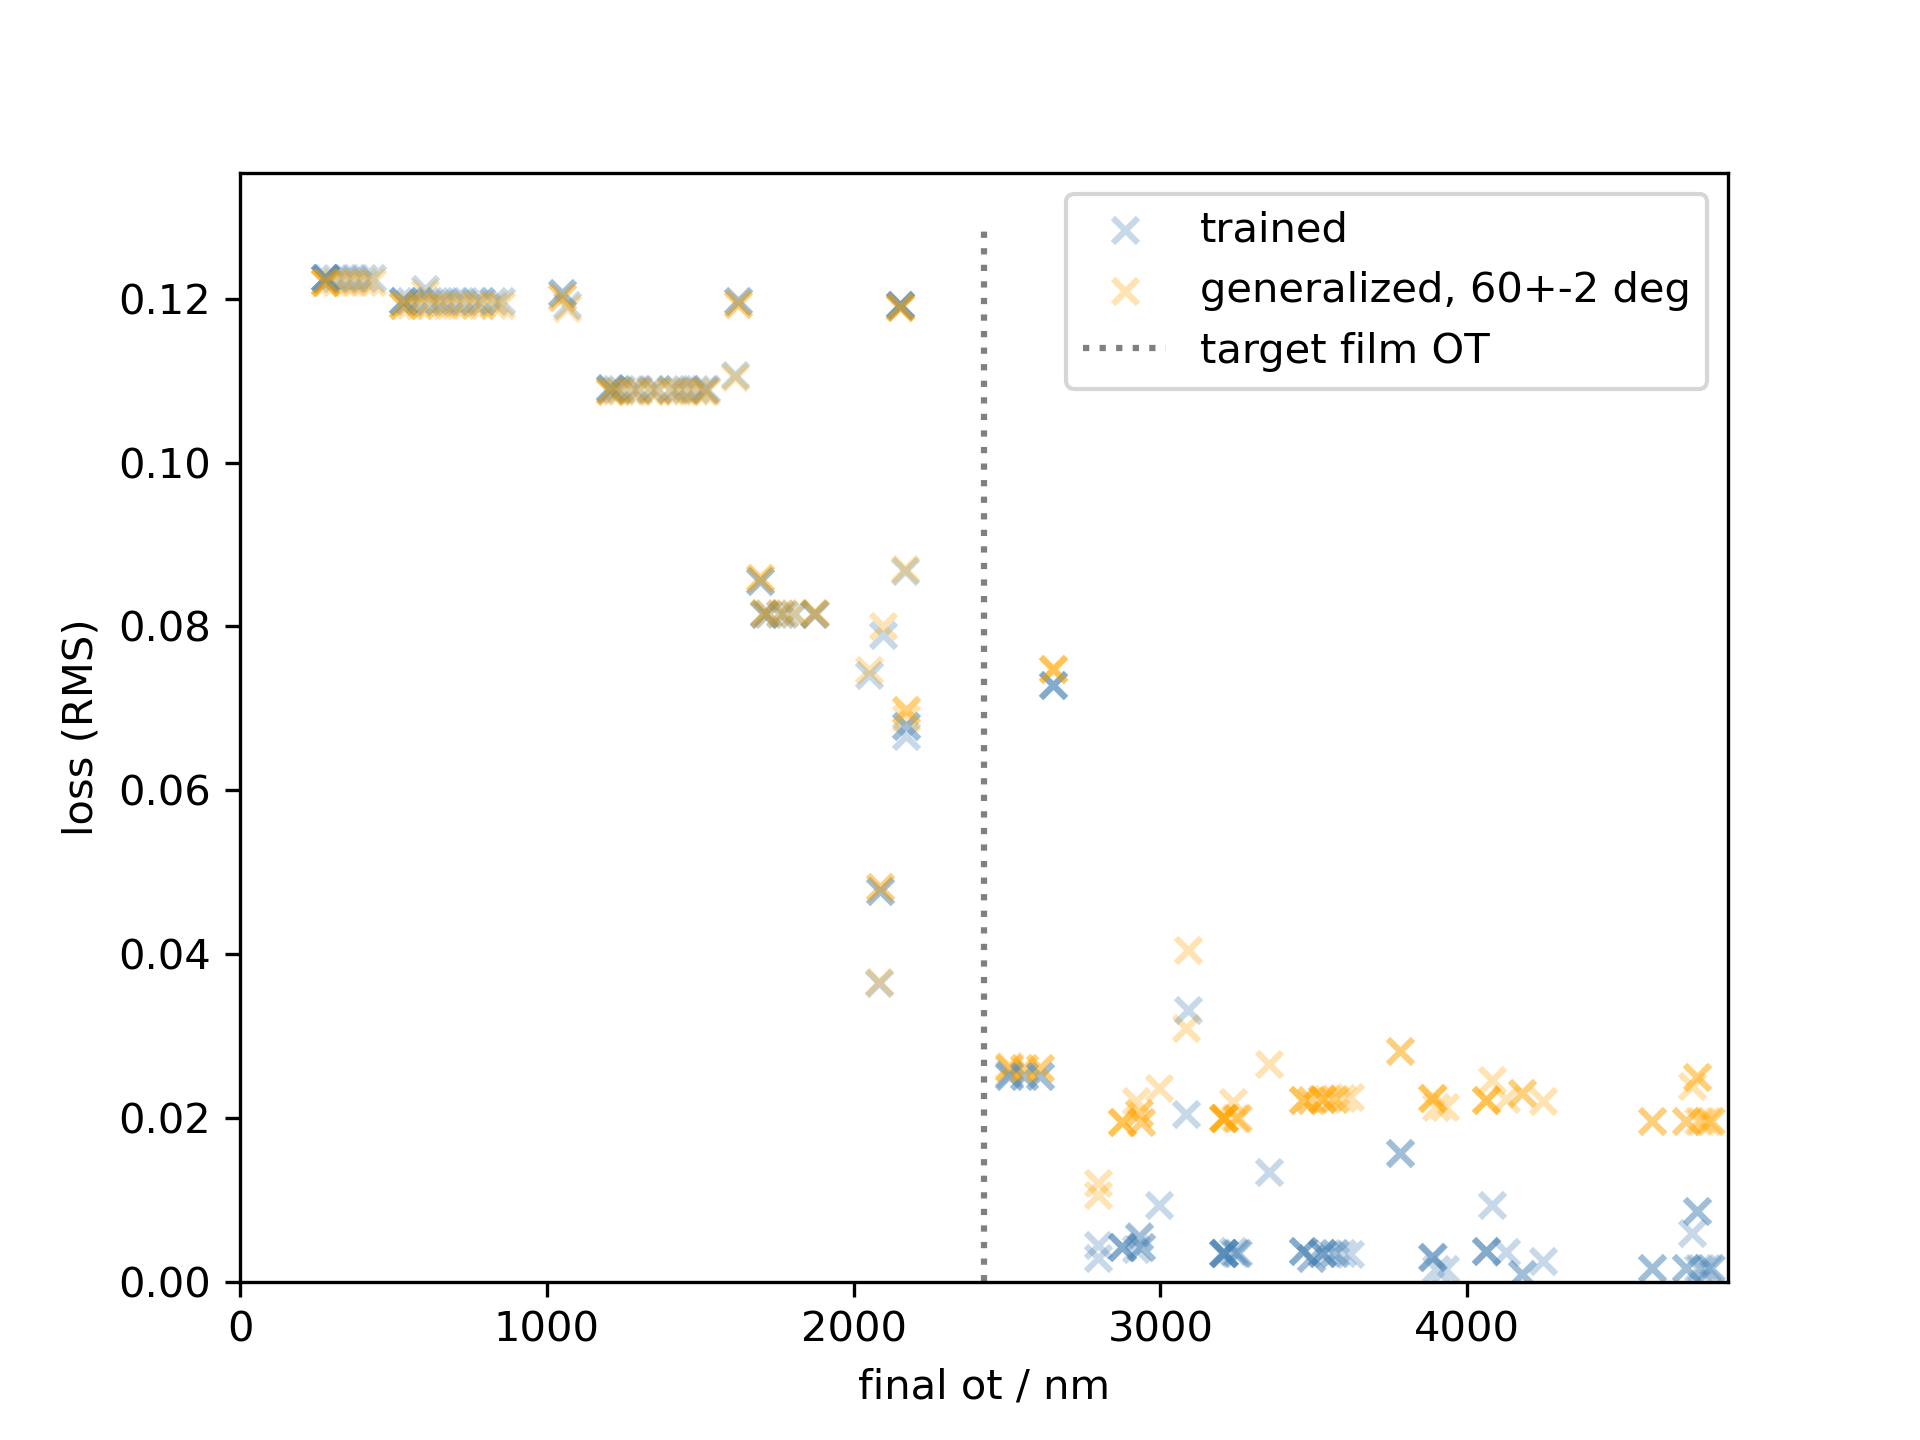 trained
generalized, 60+-2 deg
target film OT
0.12
0.10
0.08
0.06
0.04
0.02
0.00
loss (RMS)
0 1000 2000 3000 4000
final ot / nm